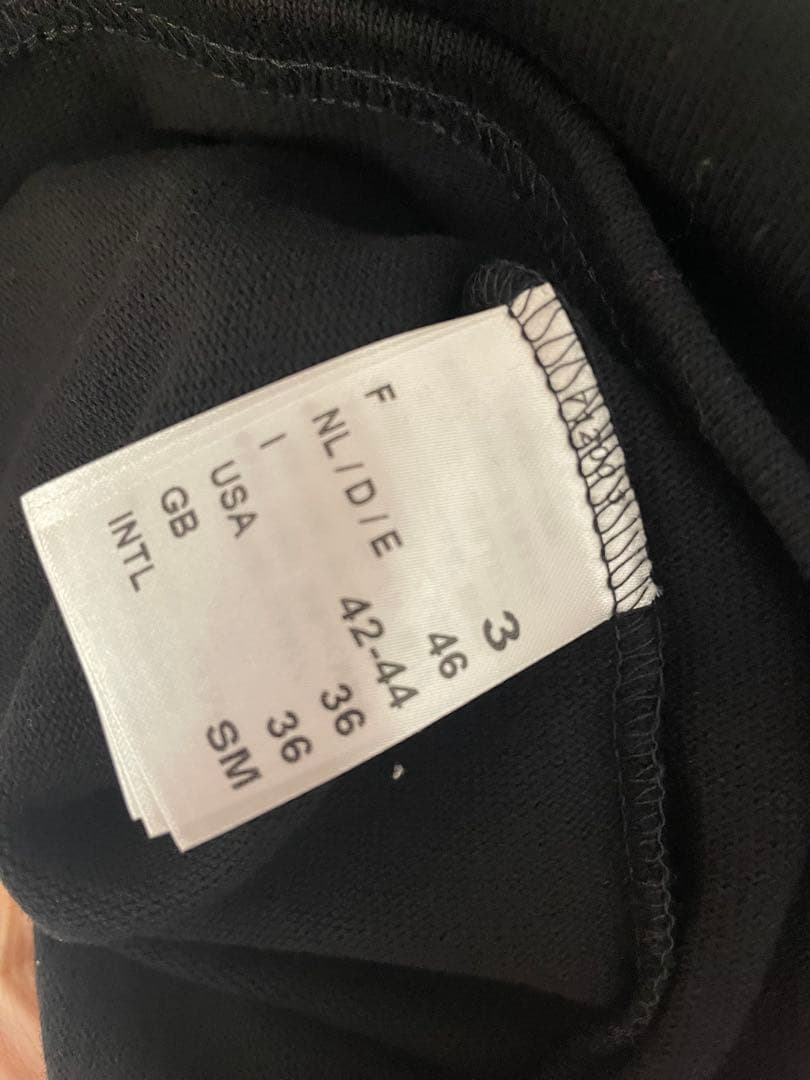 F 3
NL / D / E 46
I 42-44
USA 36
GB 36
INTL SM